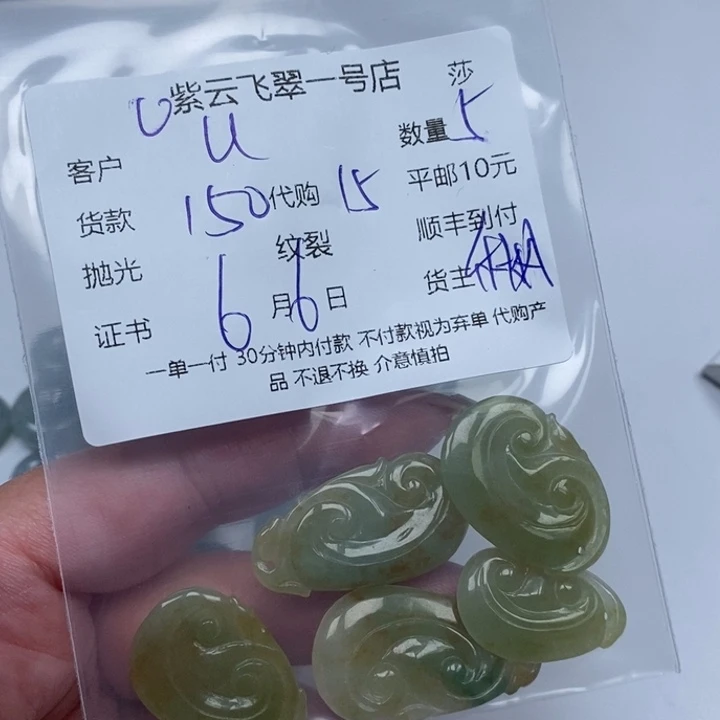 紫云飞翠一号店 莎
U
客户 u 数量 5
货款 150 代购 15 平邮10元
抛光 纹裂 顺丰到付
证书 6月6日 货主
一单一付 30分钟内付款 不付款视为弃单 代购产
品 不退不换 介意慎拍